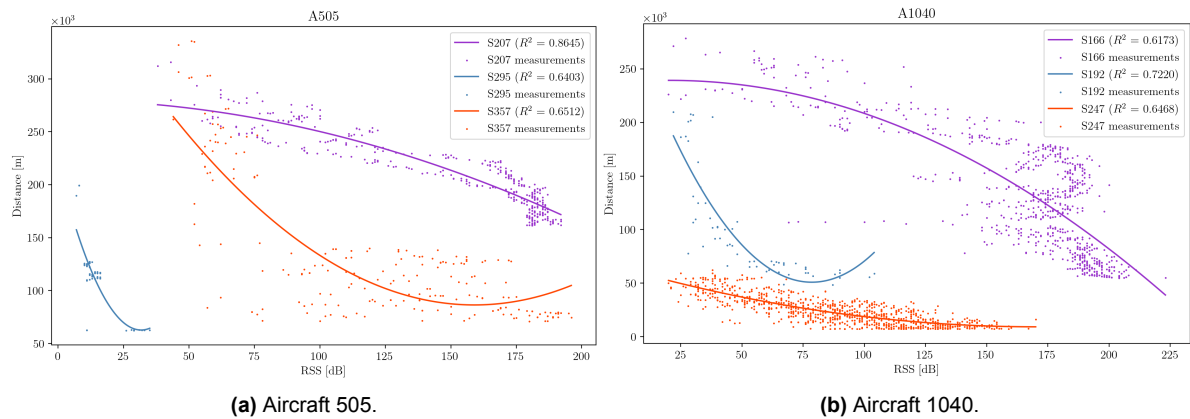 A505
×10³
300
250
200
150
100
50
Distance [m]
0
25
50
75
100
125
150
175
200
RSS [dB]
S207 (R² = 0.8645)
S207 measurements
S295 (R² = 0.6403)
S295 measurements
S357 (R² = 0.6512)
S357 measurements
(a) Aircraft 505.
A1040
×10³
250
200
150
100
50
0
Distance [m]
25
50
75
100
125
150
175
200
225
RSS [dB]
S166 (R² = 0.6173)
S166 measurements
S192 (R² = 0.7220)
S192 measurements
S247 (R² = 0.6468)
S247 measurements
(b) Aircraft 1040.